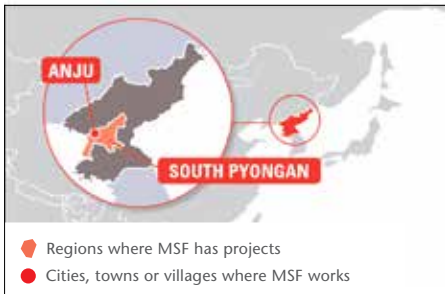 ANJU
SOUTH PYONGAN
Regions where MSF has projects
Cities, towns or villages where MSF works